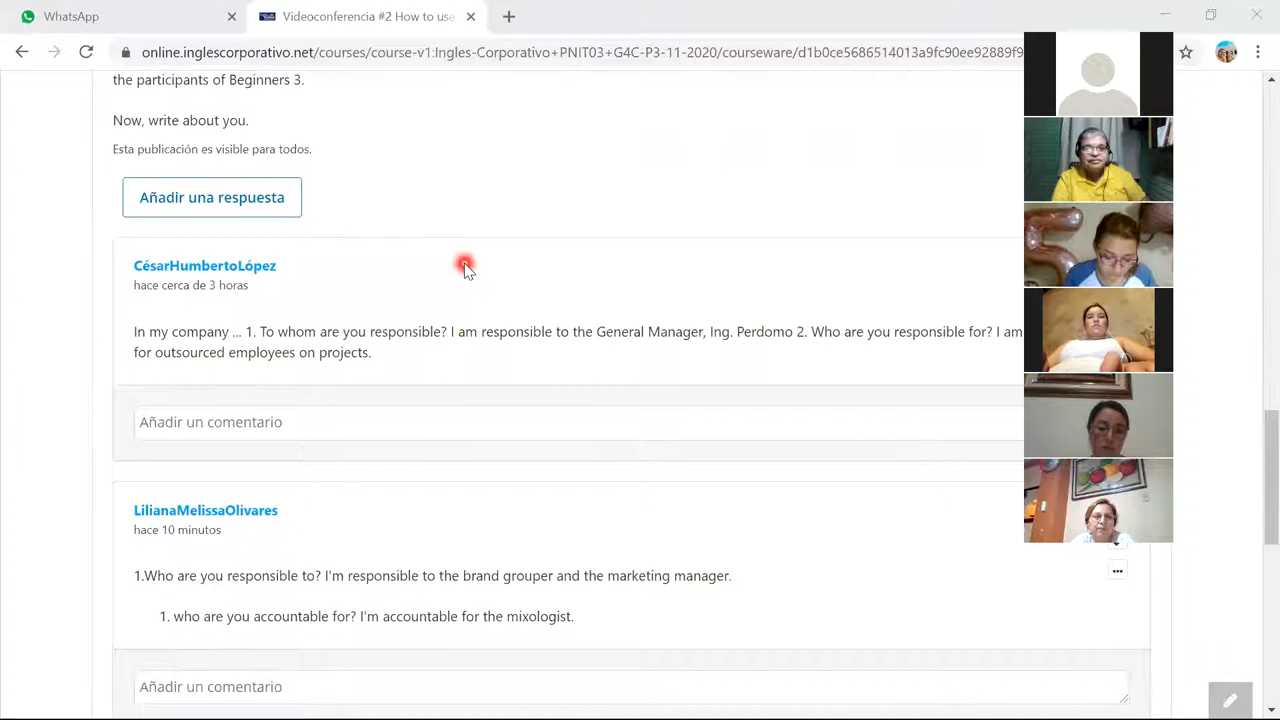 WhatsApp
Videoconferencia #2 How to use
online.inglescorporativo.net/courses/course-v1:Ingles-Corporativo+PNIT03+G4C-P3-11-2020/courseware/d1b0ce5686514013a9fc90ee92889f9
the participants of Beginners 3.
Now, write about you.
Esta publicación es visible para todos.
Añadir una respuesta
CésarHumbertoLópez
hace cerca de 3 horas
In my company ... 1. To whom are you responsible? I am responsible to the General Manager, Ing. Perdomo 2. Whe are you responsible for? I am
for outsourced employees on projects.
Añadir un comentario
LilianaMelissaOlivares
hace 10 minutos
1.Who are you responsible to? I'm responsible to the brand grouper and the marketing manager.
1. who are you accountable for? I'm accountable for the mixologist.
Añadir un comentario